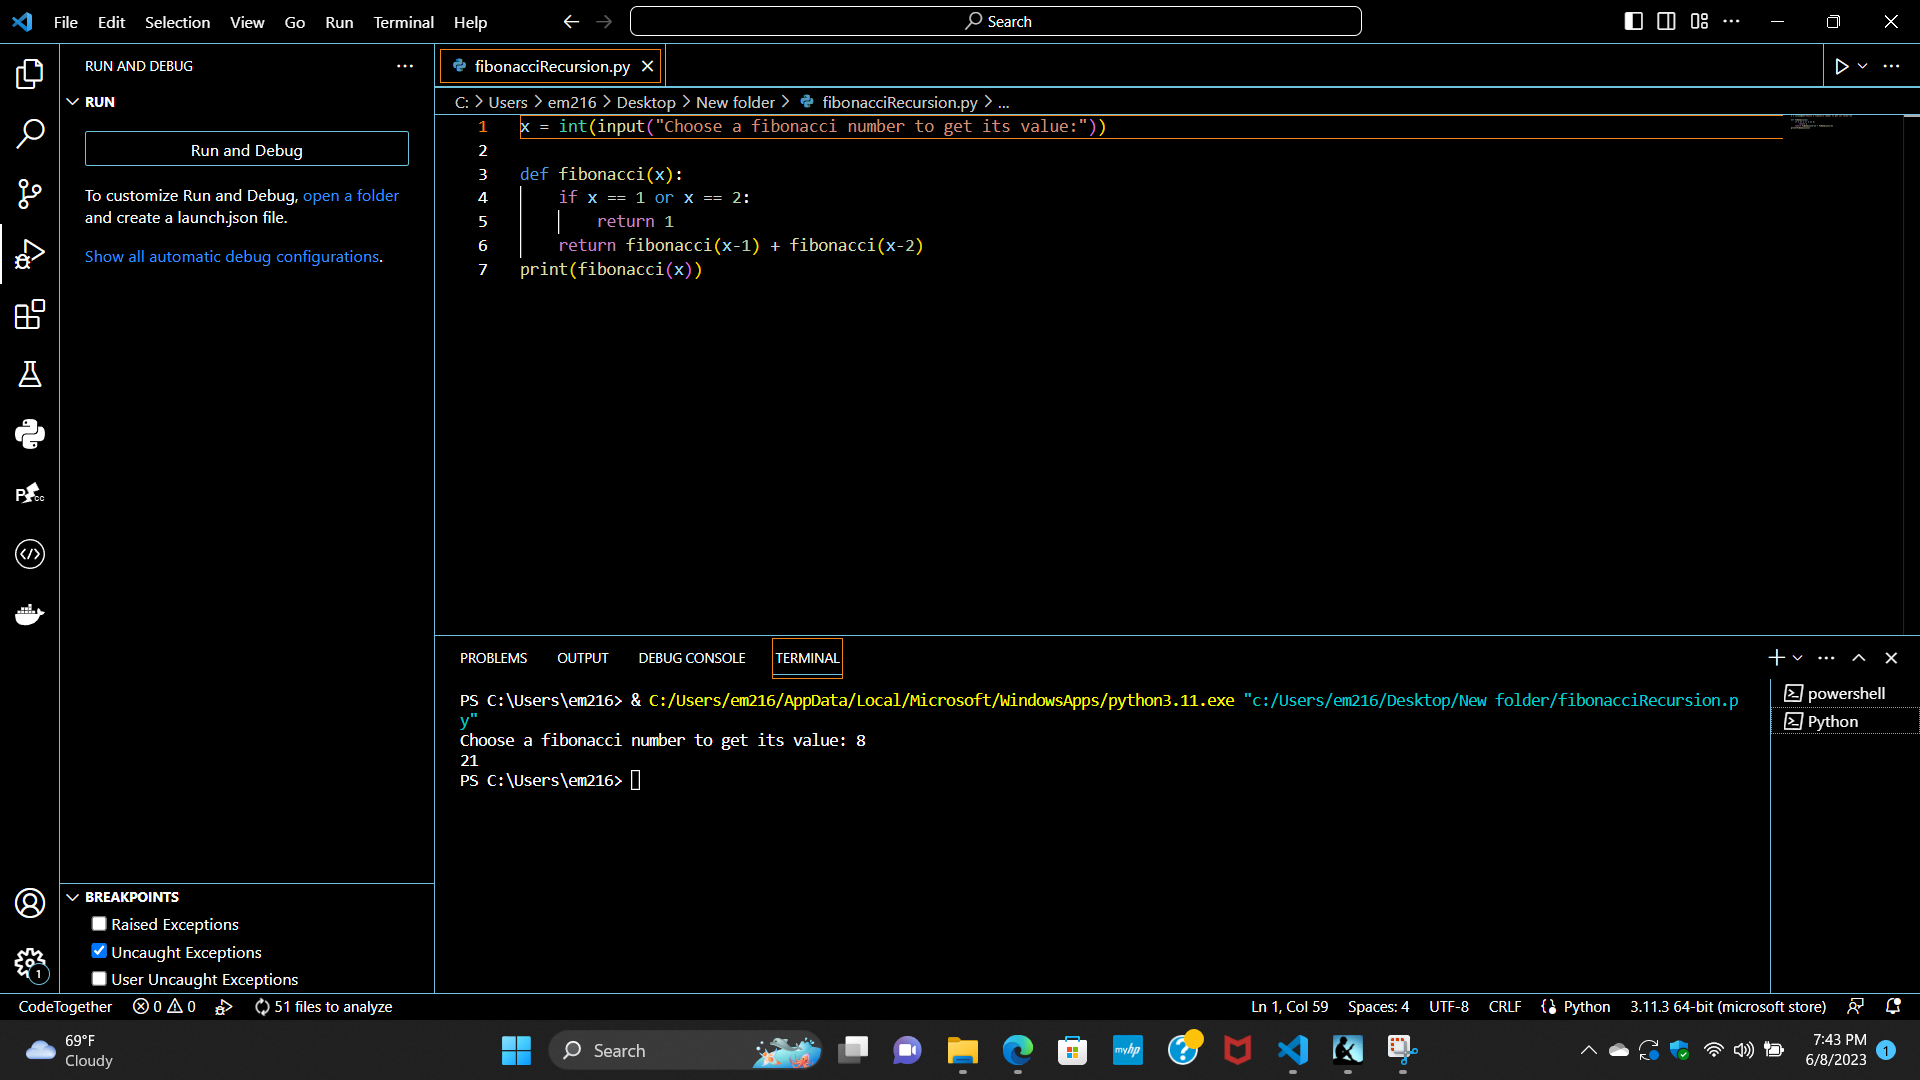 File Edit Selection View Go Run Terminal Help
Search
RUN AND DEBUG
RUN
Run and Debug
To customize Run and Debug, open a folder
and create a launch.json file.
Show all automatic debug configurations.
fibonacciRecursion.py
C: > Users > em216 > Desktop > New folder > fibonacciRecursion.py > ...
1 x = int(input("Choose a fibonacci number to get its value:"))
2
3 def fibonacci(x):
4 if x == 1 or x == 2:
5 return 1
6 return fibonacci(x-1) + fibonacci(x-2)
7 print(fibonacci(x))
PROBLEMS OUTPUT DEBUG CONSOLE TERMINAL
PS C:\Users\em216> & C:/Users/em216/AppData/Local/Microsoft/WindowsApps/python3.11.exe "c:/Users/em216/Desktop/New folder/fibonacciRecursion.p
y"
Choose a fibonacci number to get its value: 8
21
PS C:\Users\em216>
powershell
Python
BREAKPOINTS
Raised Exceptions
Uncaught Exceptions
User Uncaught Exceptions
1
CodeTogether 0 0 51 files to analyze
Ln 1, Col 59 Spaces: 4 UTF-8 CRLF Python 3.11.3 64-bit (microsoft store)
69°F
Cloudy
Search
myhp
7:43 PM
6/8/2023
1